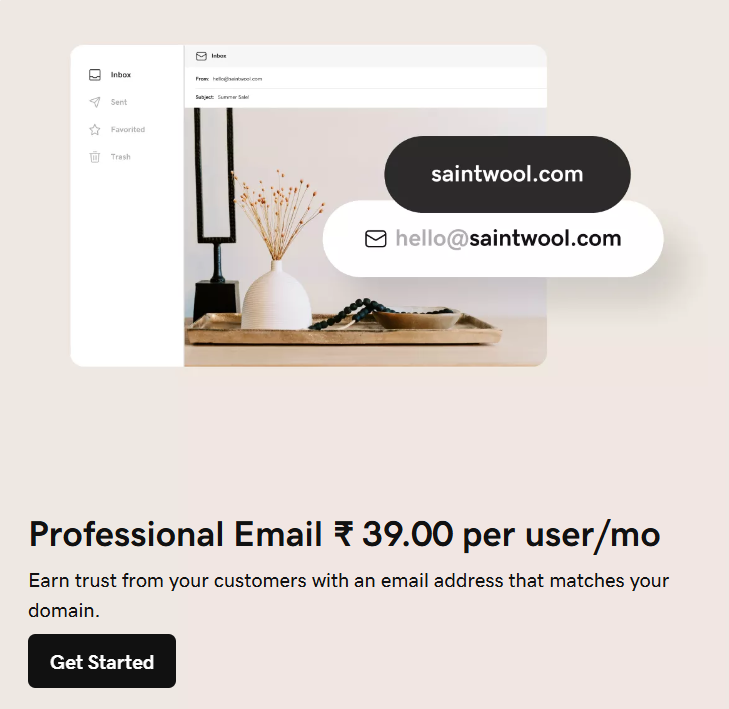 Inbox
Sent
Favorited
Trash
Inbox
From: hello@saintwool.com
Subject: Summer Sale!
saintwool.com
hello@saintwool.com
Professional Email ₹ 39.00 per user/mo
Earn trust from your customers with an email address that matches your
domain.
Get Started